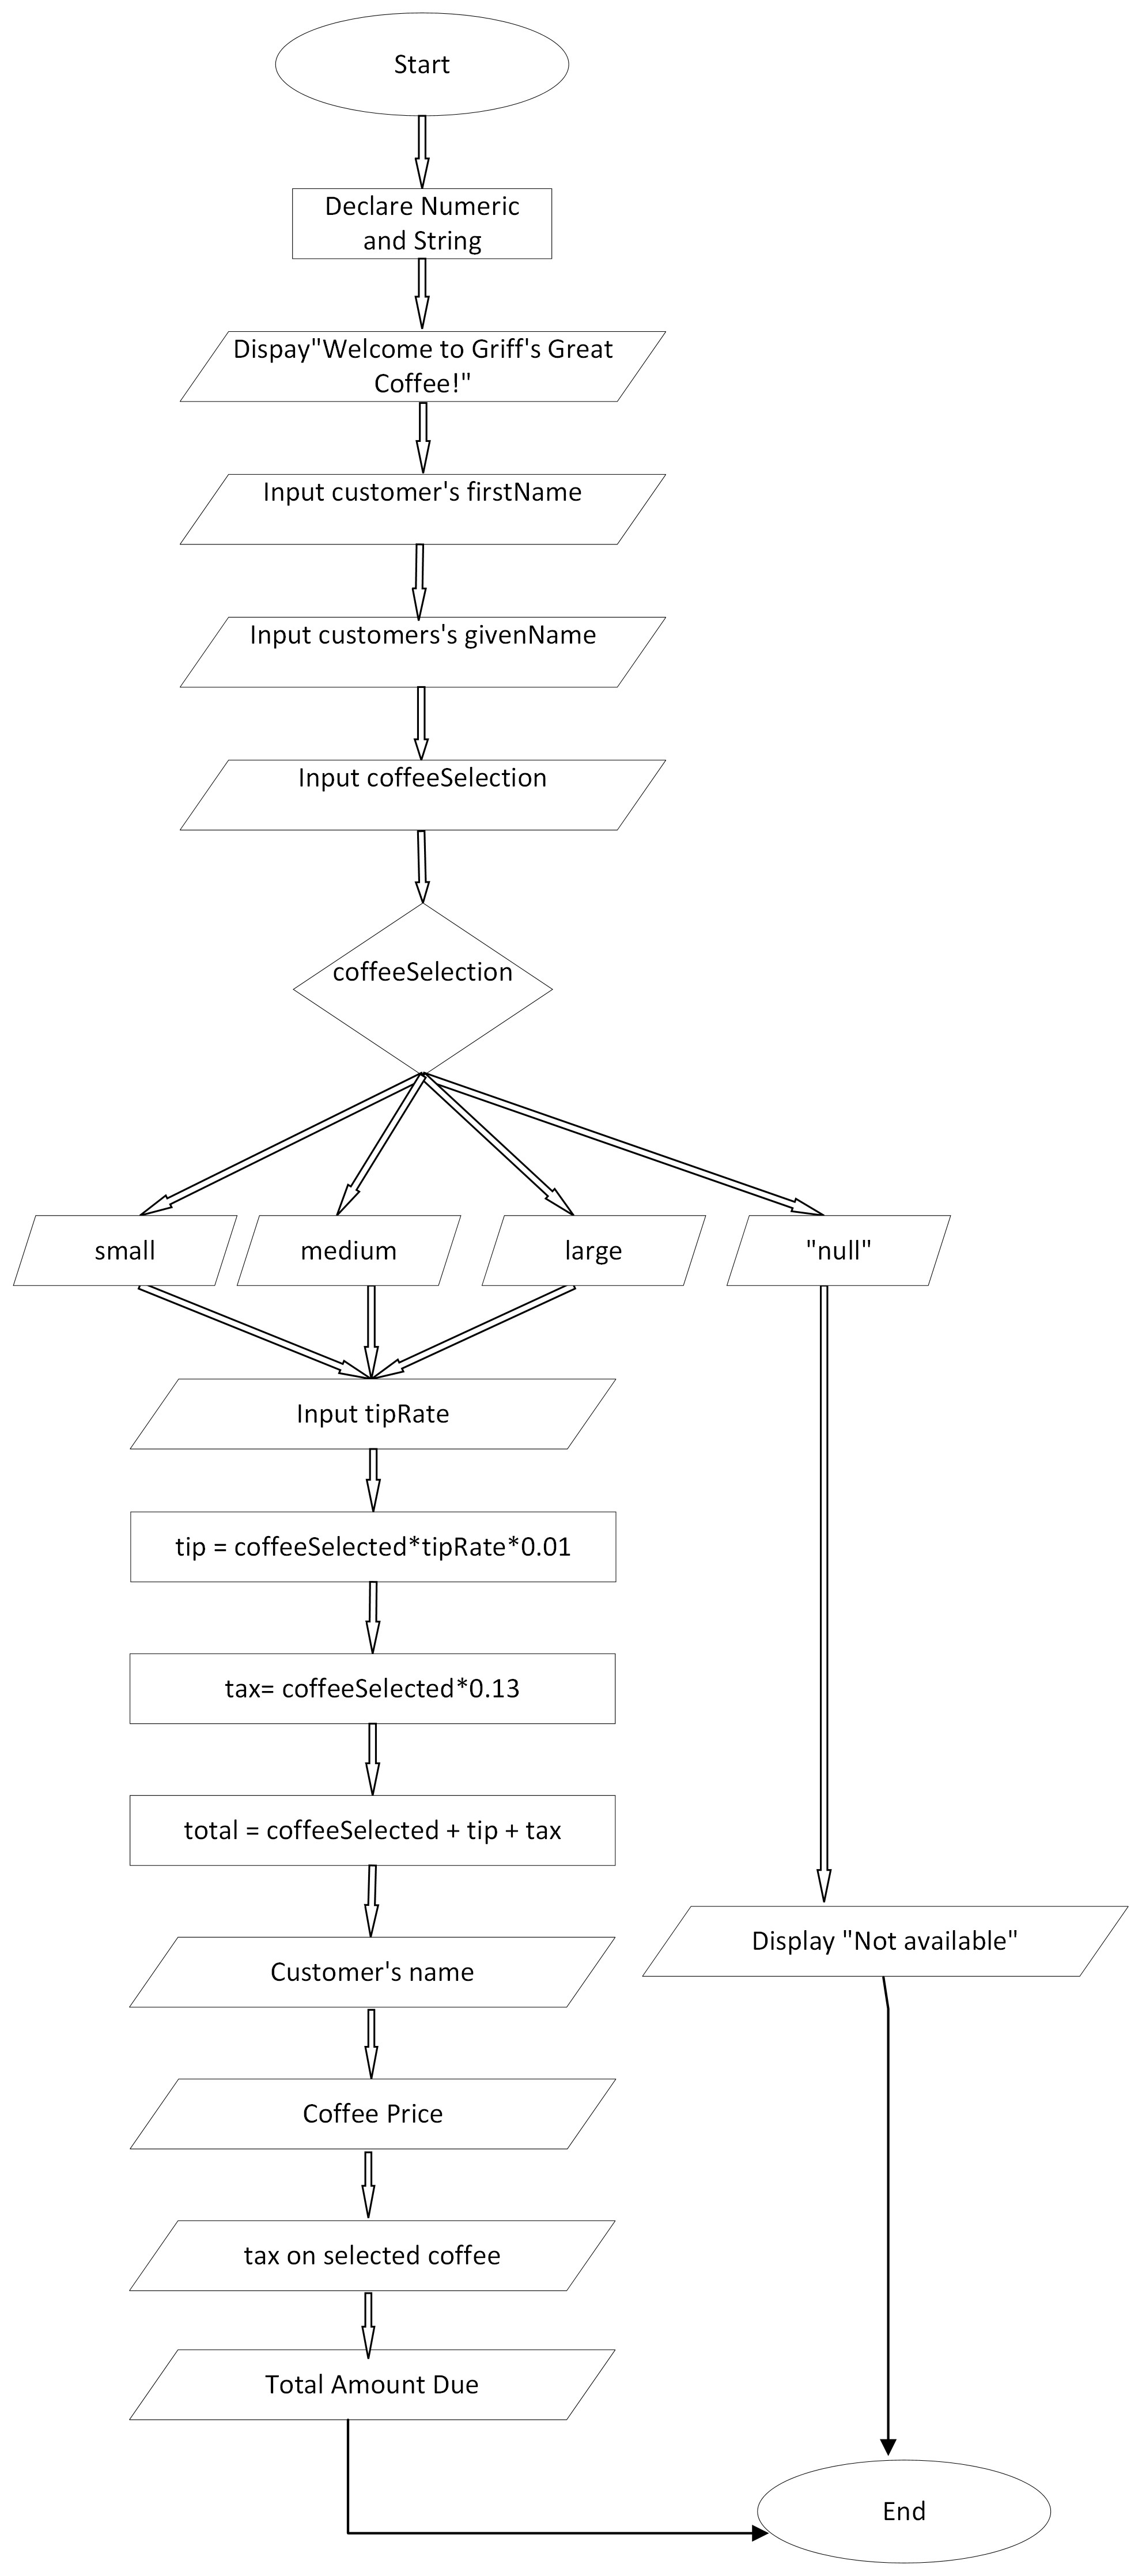 Start
Declare Numeric
and String
Dispay"Welcome to Griff's Great
Coffee!"
Input customer's firstName
Input customers's givenName
Input coffeeSelection
coffeeSelection
small
medium
large
"null"
Input tipRate
tip = coffeeSelected*tipRate*0.01
tax= coffeeSelected*0.13
total = coffeeSelected + tip + tax
Display "Not available"
Customer's name
Coffee Price
tax on selected coffee
Total Amount Due
End